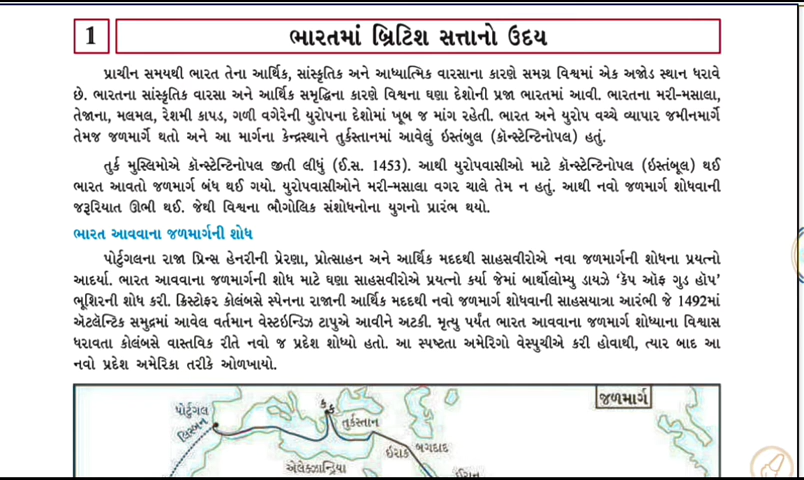 1
ભારતમાં બ્રિટિશ સત્તાનો ઉદય
પ્રાચીન સમયથી ભારત તેના આર્થિક, સાંસ્કૃતિક અને આધ્યાત્મિક વારસાના કારણે સમગ્ર વિશ્વમાં એક અજોડ સ્થાન ધરાવે
છે. ભારતના સાંસ્કૃતિક વારસા અને આર્થિક સમૃદ્ધિના કારણે વિશ્વના ઘણા દેશોની પ્રજા ભારતમાં આવી. ભારતના મરી-મસાલા,
તેજાના, મલમલ, રેશમી કાપડ, ગળી વગેરેની યુરોપના દેશોમાં ખૂબ જ માંગ રહેતી. ભારત અને યુરોપ વચ્ચે વ્યાપાર જમીનમાર્ગે
તેમજ જળમાર્ગે થતો અને આ માર્ગના કેન્દ્રસ્થાને તુર્કસ્તાનમાં આવેલું ઇસ્તંબુલ (કૉન્સ્ટેન્ટિનોપલ) હતું.
તુર્ક મુસ્લિમોએ કૉન્સ્ટેન્ટિનોપલ જીતી લીધું (ઈ.સ. 1453). આથી યુરોપવાસીઓ માટે કૉન્સ્ટેન્ટિનોપલ (ઇસ્તંબૂલ) થઈ
ભારત આવતો જળમાર્ગ બંધ થઈ ગયો. યુરોપવાસીઓને મરી-મસાલા વગર ચાલે તેમ ન હતું. આથી નવો જળમાર્ગ શોધવાની
જરૂરિયાત ઊભી થઈ. જેથી વિશ્વના ભૌગોલિક સંશોધનોના યુગનો પ્રારંભ થયો.
ભારત આવવાના જળમાર્ગની શોધ
પોર્ટુગલના રાજા પ્રિન્સ હેનરીની પ્રેરણા, પ્રોત્સાહન અને આર્થિક મદદથી સાહસવીરોએ નવા જળમાર્ગની શોધના પ્રયત્નો
આદર્યા. ભારત આવવાના જળમાર્ગની શોધ માટે ઘણા સાહસવીરોએ પ્રયત્નો કર્યા જેમાં બાર્થોલોમ્યુ ડાયઝે ‘કેપ ઑફ ગુડ હૉપ’
ભૂશિરની શોધ કરી. ક્રિસ્ટોફર કોલંબસે સ્પેનના રાજાની આર્થિક મદદથી નવો જળમાર્ગ શોધવાની સાહસયાત્રા આરંભી જે 1492માં
ઍટલેન્ટિક સમુદ્રમાં આવેલ વર્તમાન વેસ્ટઇન્ડિઝ ટાપુએ આવીને અટકી. મૃત્યુ પર્યંત ભારત આવવાના જળમાર્ગ શોધ્યાના વિશ્વાસ
ધરાવતા કોલંબસે વાસ્તવિક રીતે નવો જ પ્રદેશ શોધ્યો હતો. આ સ્પષ્ટતા અમેરિગો વેસ્પુચીએ કરી હોવાથી, ત્યાર બાદ આ
નવો પ્રદેશ અમેરિકા તરીકે ઓળખાયો.
જળમાર્ગ
પોર્ટુગલ
લિસ્બન
તુર્કસ્તાન
ઇરાક
બગદાદ
એલેક્ઝાન્ડ્રિયા
ઈરાન